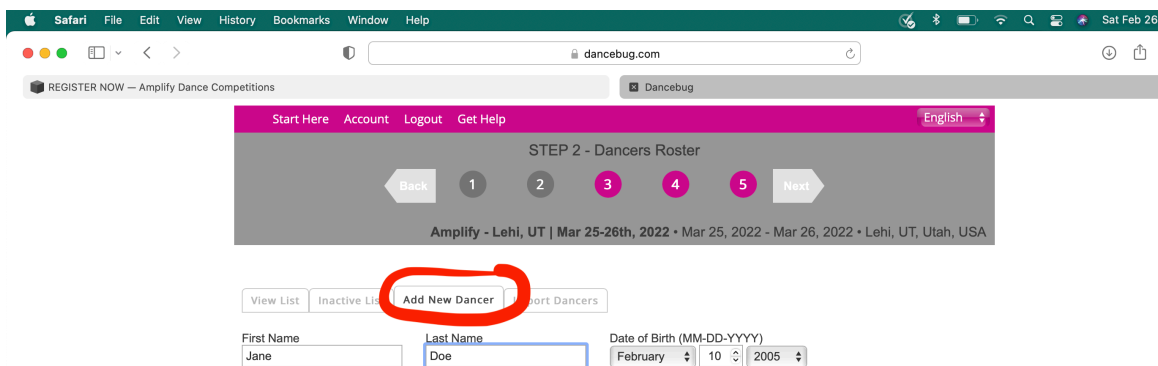 Safari File Edit View History Bookmarks Window Help Sat Feb 26
dancebug.com
REGISTER NOW — Amplify Dance Competitions Dancebug
Start Here Account Logout Get Help English
STEP 2 - Dancers Roster
Back 1 2 3 4 5 Next
Amplify - Lehi, UT | Mar 25-26th, 2022 • Mar 25, 2022 - Mar 26, 2022 • Lehi, UT, Utah, USA
View List Inactive Lis Add New Dancer port Dancers
First Name Last Name Date of Birth (MM-DD-YYYY)
Jane Doe February 10 2005